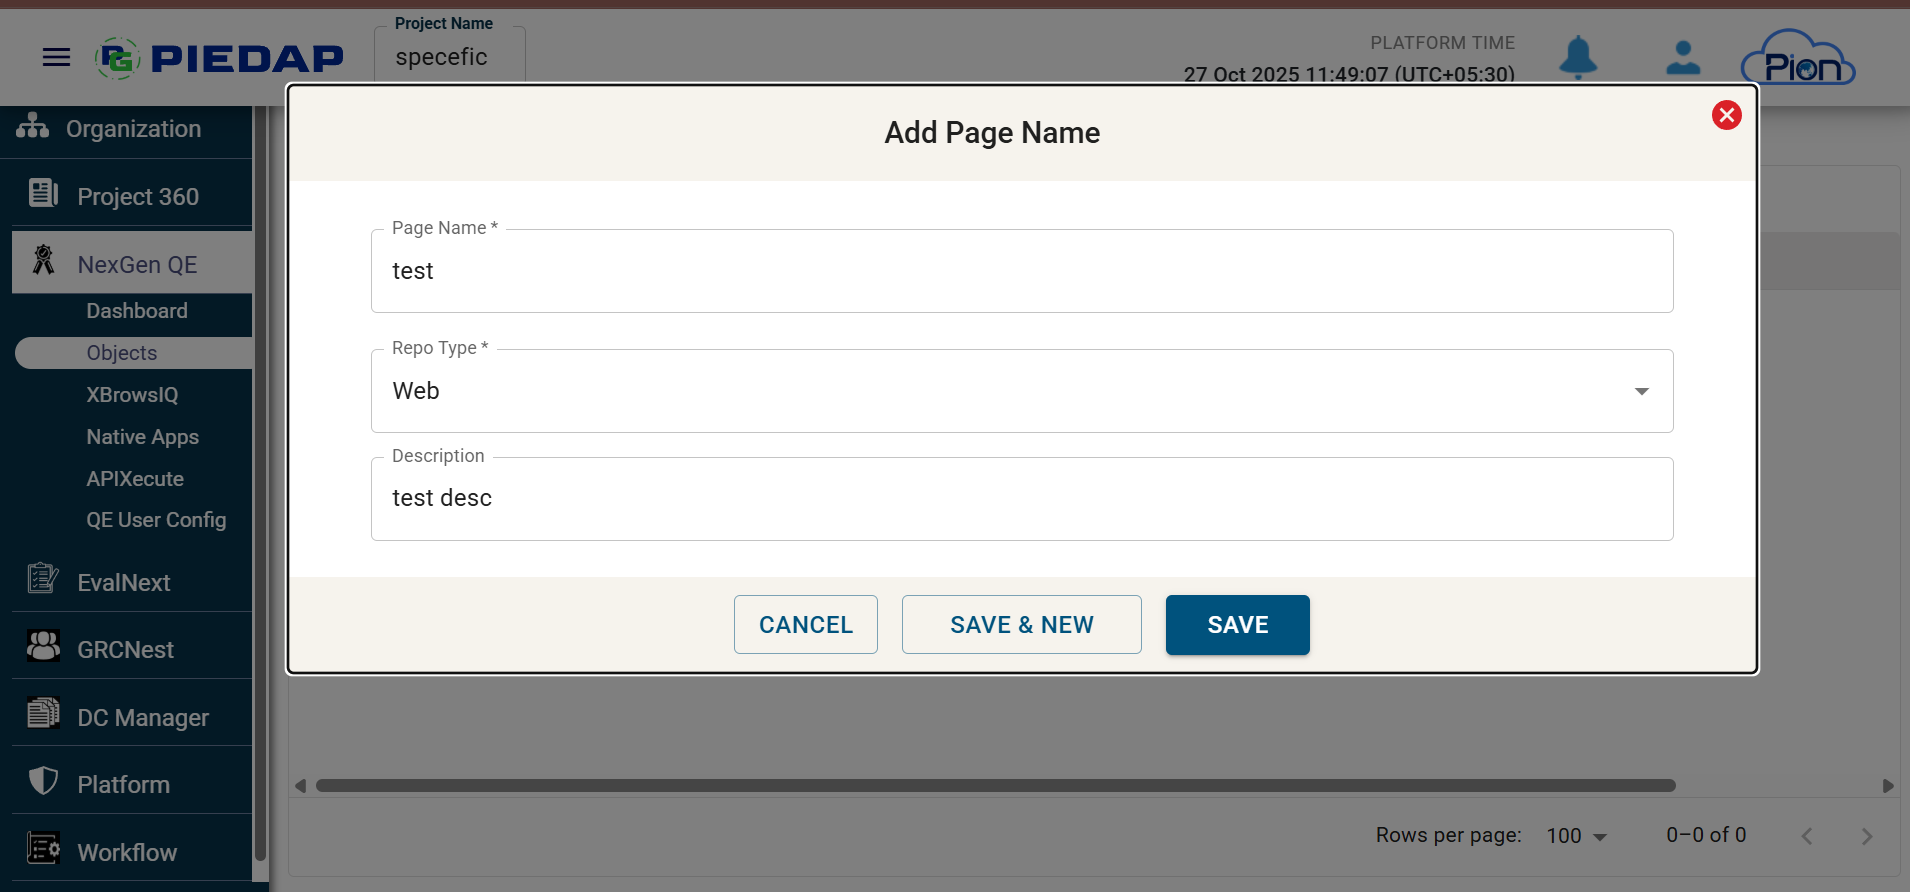 Project Name
PG PIEDAP
specefic
PLATFORM TIME
27 Oct 2025 11:49:07 (UTC+05:30)
Pion
Organization
Project 360
NexGen QE
Dashboard
Objects
XBrowsIQ
Native Apps
APIXecute
QE User Config
EvalNext
GRCNest
DC Manager
Platform
Workflow
Add Page Name
Page Name *
test
Repo Type *
Web
Description
test desc
CANCEL
SAVE & NEW
SAVE
Rows per page: 100 0–0 of 0